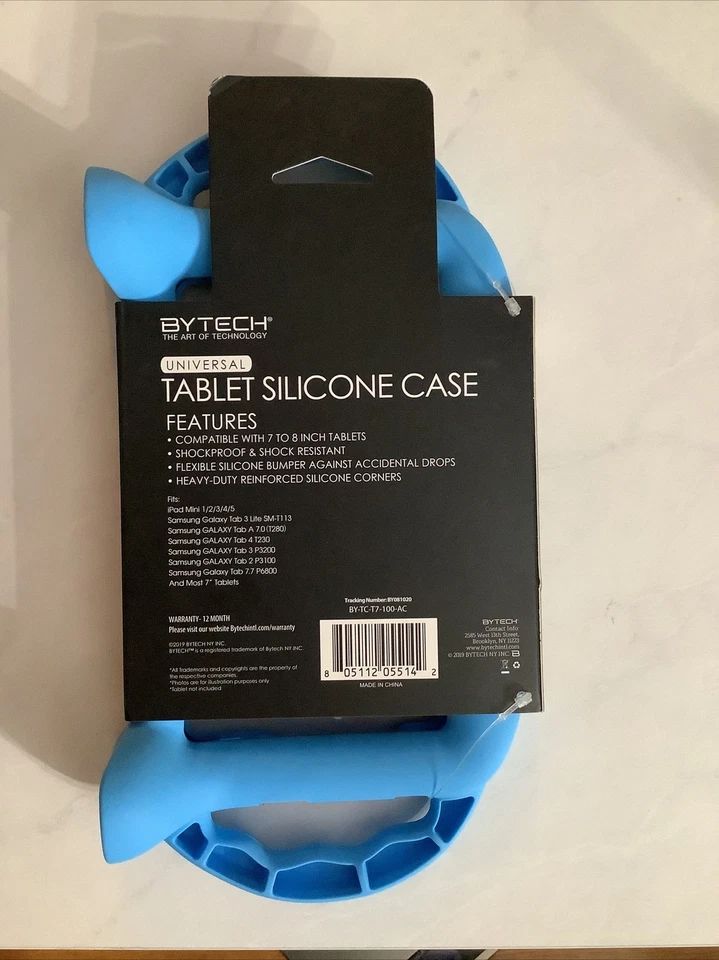 BYTECH®
THE ART OF TECHNOLOGY
UNIVERSAL
TABLET SILICONE CASE
FEATURES
• COMPATIBLE WITH 7 TO 8 INCH TABLETS
• SHOCKPROOF & SHOCK RESISTANT
• FLEXIBLE SILICONE BUMPER AGAINST ACCIDENTAL DROPS
• HEAVY-DUTY REINFORCED SILICONE CORNERS
Fits:
iPad Mini 1/2/3/4/5
Samsung Galaxy Tab 3 Lite SM-T113
Samsung GALAXY Tab A 7.0 (T280)
Samsung GALAXY Tab 4 T230
Samsung GALAXY Tab 3 P3200
Samsung GALAXY Tab 2 P3100
Samsung Galaxy Tab 7.7 P6800
And Most 7" Tablets
WARRANTY- 12 MONTH
Please visit our website Bytechintl.com/warranty
©2019 BYTECH NY INC.
BYTECH™ is a registered trademark of Bytech NY INC.
*All Trademarks and copyrights are the property of
the respective companies.
*Photos are for illustration purposes only
*Tablet not included
Tracking Number: BY081020
BY-TC-T7-100-AC
8 05112 05514 2
MADE IN CHINA
BYTECH
Contact Info:
2585 West 13th Street,
Brooklyn, NY 11223
www.bytechintl.com
© 2019 BYTECH NY INC.